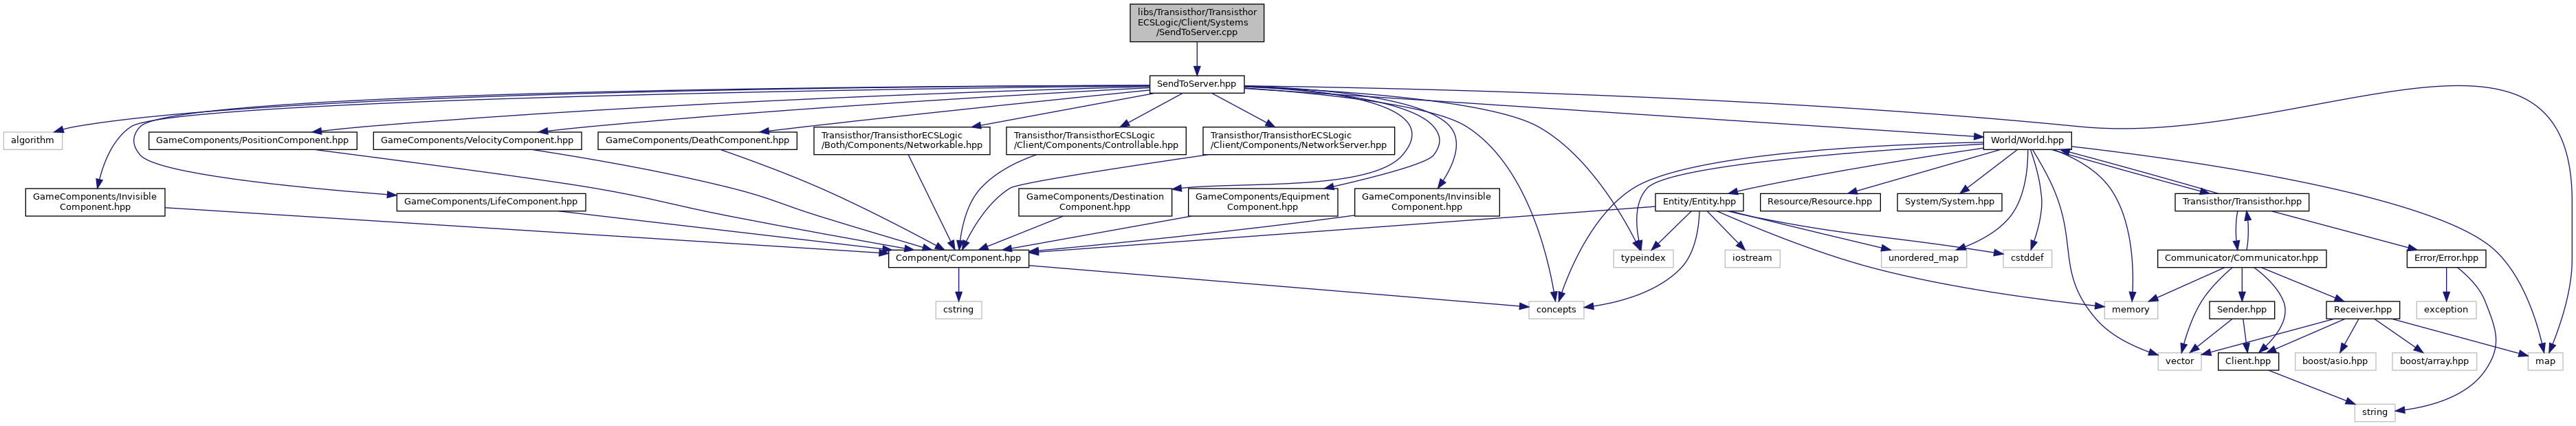 libs/Transisthor/Transisthor
ECSLogic/Client/Systems
/SendToServer.cpp
SendToServer.hpp
algorithm
GameComponents/PositionComponent.hpp
GameComponents/VelocityComponent.hpp
GameComponents/DeathComponent.hpp
Transisthor/TransisthorECSLogic
/Both/Components/Networkable.hpp
Transisthor/TransisthorECSLogic
/Client/Components/Controllable.hpp
Transisthor/TransisthorECSLogic
/Client/Components/NetworkServer.hpp
World/World.hpp
GameComponents/Invisible
Component.hpp
GameComponents/LifeComponent.hpp
GameComponents/Destination
Component.hpp
GameComponents/Equipment
Component.hpp
GameComponents/Invinsible
Component.hpp
Entity/Entity.hpp
Resource/Resource.hpp
System/System.hpp
Transisthor/Transisthor.hpp
Component/Component.hpp
typeindex
iostream
unordered_map
cstddef
Communicator/Communicator.hpp
Error/Error.hpp
cstring
concepts
memory
Sender.hpp
Receiver.hpp
exception
vector
Client.hpp
boost/asio.hpp
boost/array.hpp
map
string